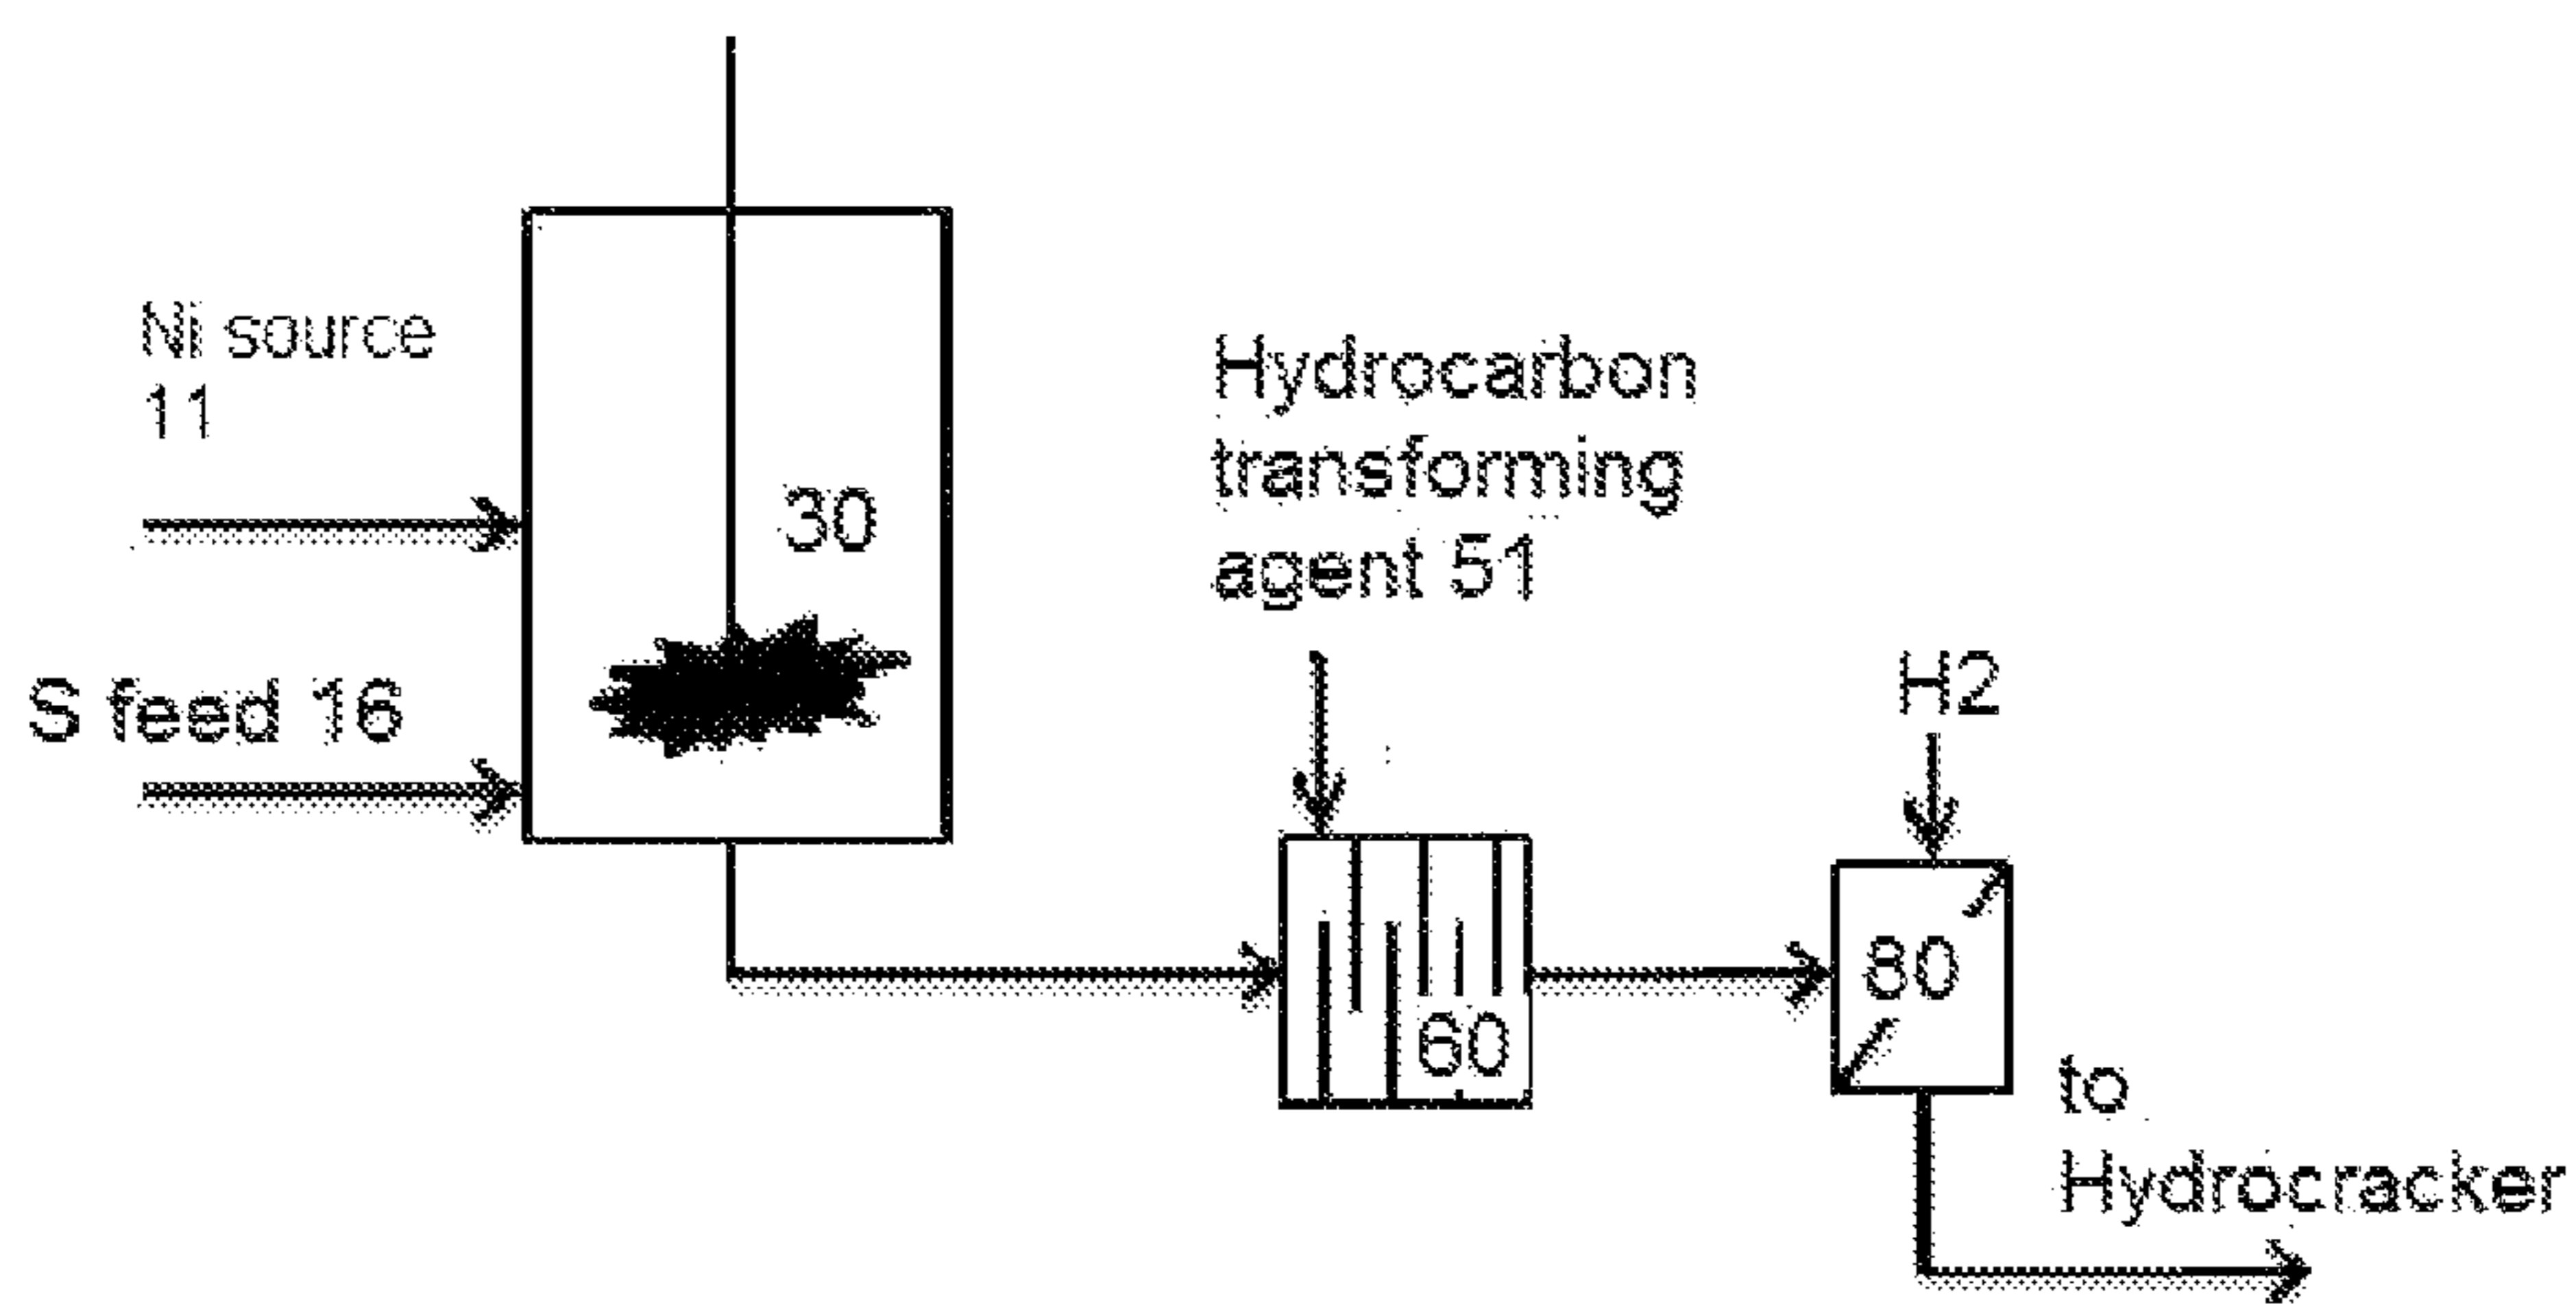 Ni source
11
30
S feed 16
Hydrocarbon
transforming
agent 51
60
H2
80
to
Hydrocracker